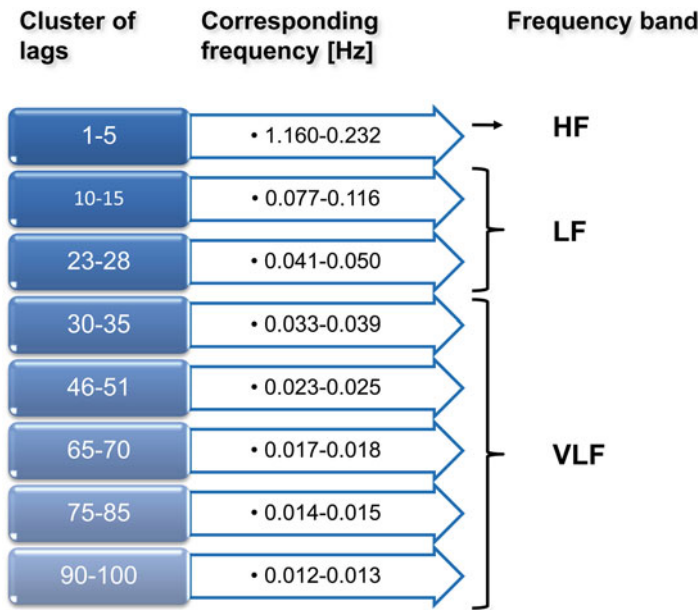 Cluster of lags
Corresponding frequency [Hz]
Frequency band
1-5
• 1.160-0.232
HF
10-15
• 0.077-0.116
23-28
• 0.041-0.050
LF
30-35
• 0.033-0.039
46-51
• 0.023-0.025
65-70
• 0.017-0.018
75-85
• 0.014-0.015
90-100
• 0.012-0.013
VLF